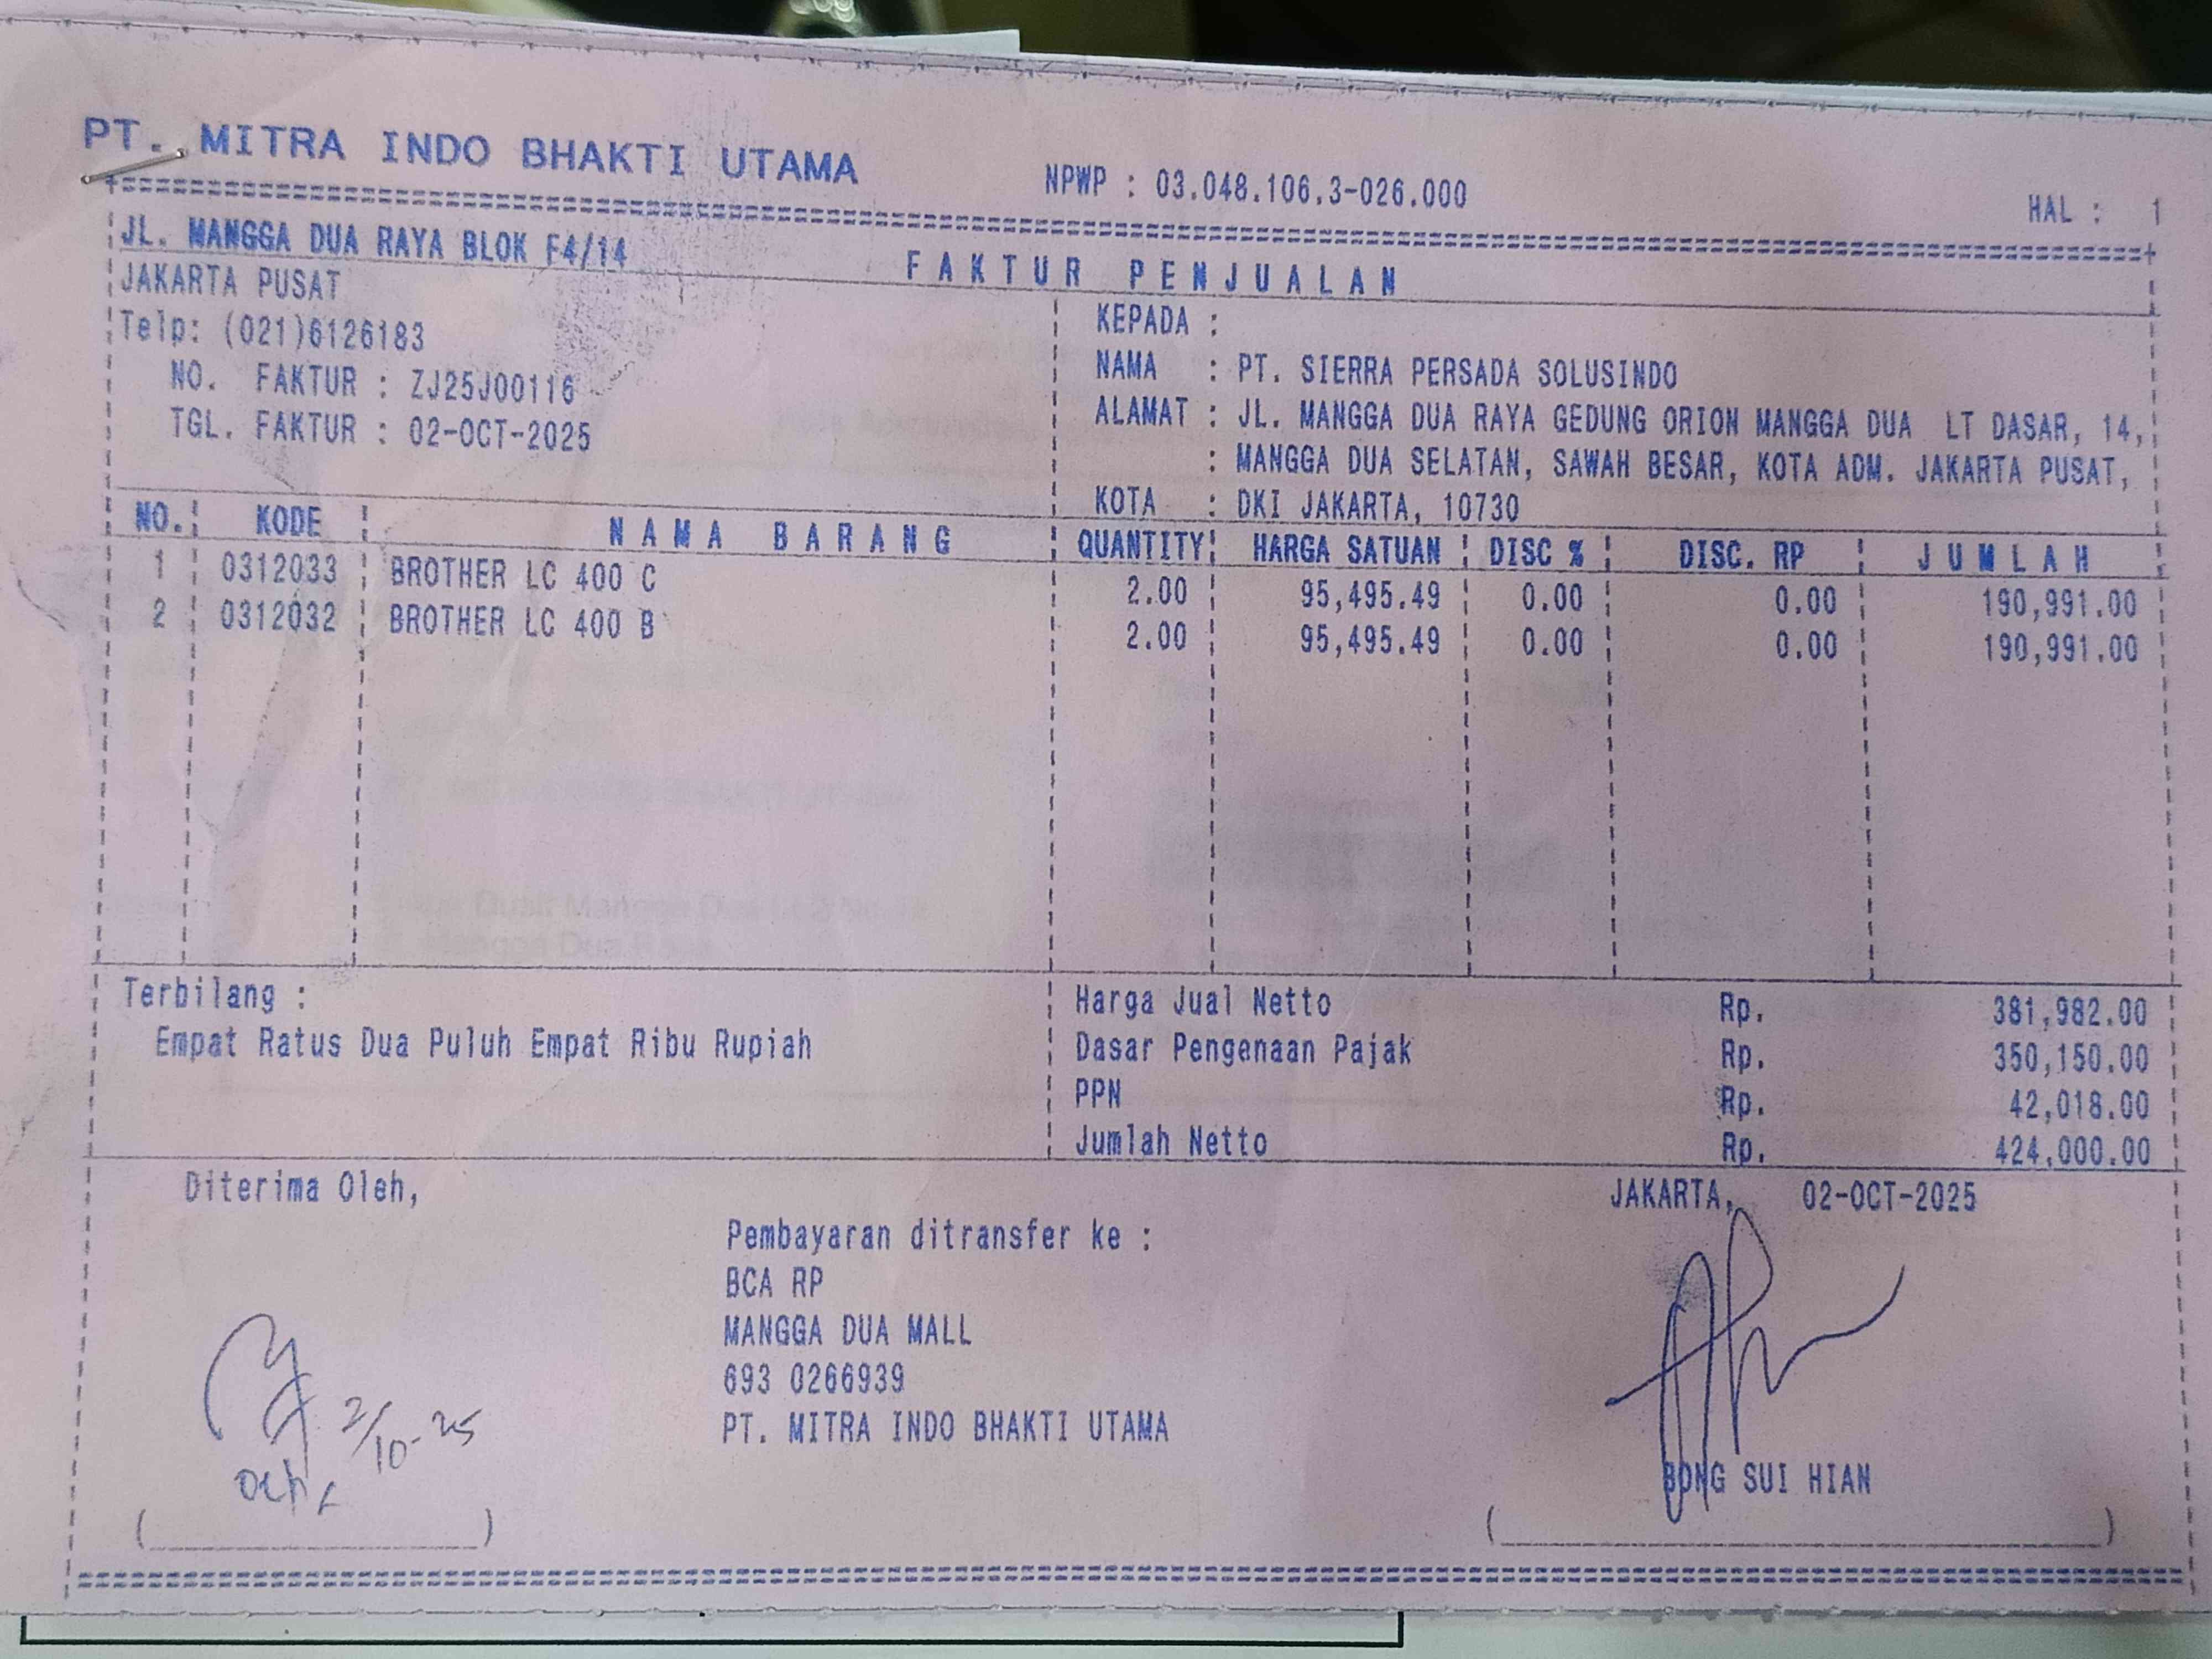 PT. MITRA INDO BHAKTI UTAMA
NPWP : 03.048.106.3-026.000
HAL : 1
JL. MANGGA DUA RAYA BLOK F4/14
JAKARTA PUSAT
Telp: (021)6126183
NO. FAKTUR : ZJ25J00116
TGL. FAKTUR : 02-OCT-2025
FAKTUR PENJUALAN
KEPADA :
NAMA : PT. SIERRA PERSADA SOLUSINDO
ALAMAT : JL. MANGGA DUA RAYA GEDUNG ORION MANGGA DUA LT DASAR, 14,
: MANGGA DUA SELATAN, SAWAH BESAR, KOTA ADM. JAKARTA PUSAT,
KOTA : DKI JAKARTA, 10730
NO. KODE NAMA BARANG QUANTITY HARGA SATUAN DISC % DISC. RP JUMLAH
1 0312033 BROTHER LC 400 C 2.00 95,495.49 0.00 0.00 190,991.00
2 0312032 BROTHER LC 400 B 2.00 95,495.49 0.00 0.00 190,991.00
Terbilang :
Empat Ratus Dua Puluh Empat Ribu Rupiah
Harga Jual Netto Rp. 381,982.00
Dasar Pengenaan Pajak Rp. 350,150.00
PPN Rp. 42,018.00
Jumlah Netto Rp. 424,000.00
Diterima Oleh,
2/10-25
Pembayaran ditransfer ke :
BCA RP
MANGGA DUA MALL
693 0266939
PT. MITRA INDO BHAKTI UTAMA
JAKARTA, 02-OCT-2025
BONG SUI HIAN